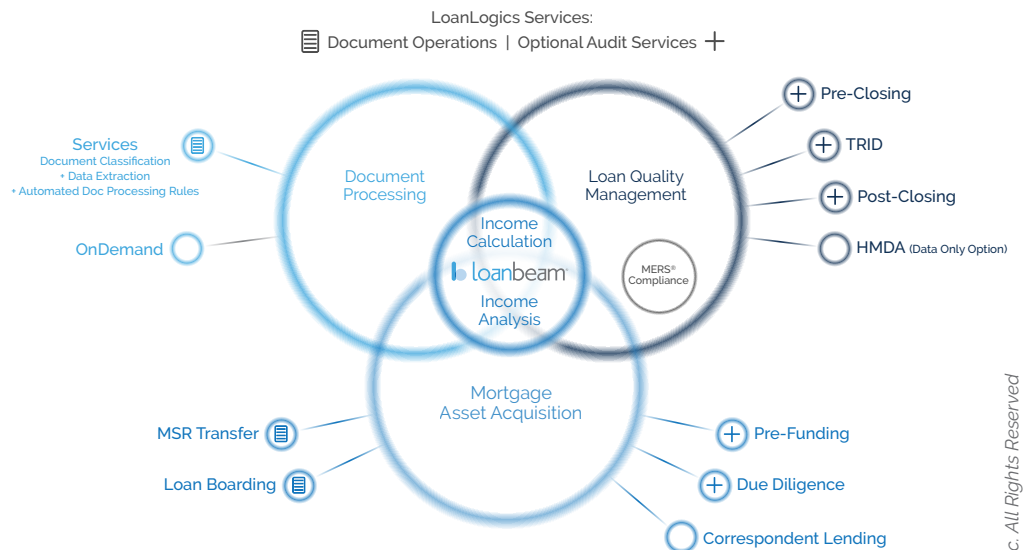 LoanLogics Services:
Document Operations | Optional Audit Services
Services
Document Classification
+ Data Extraction
+ Automated Doc Processing Rules
OnDemand
Document
Processing
Loan Quality
Management
Pre-Closing
TRID
Post-Closing
HMDA (Data Only Option)
MERS®
Compliance
Income
Calculation
loanbeam
Income
Analysis
Mortgage
Asset Acquisition
MSR Transfer
Loan Boarding
Pre-Funding
Due Diligence
Correspondent Lending
c. All Rights Reserved